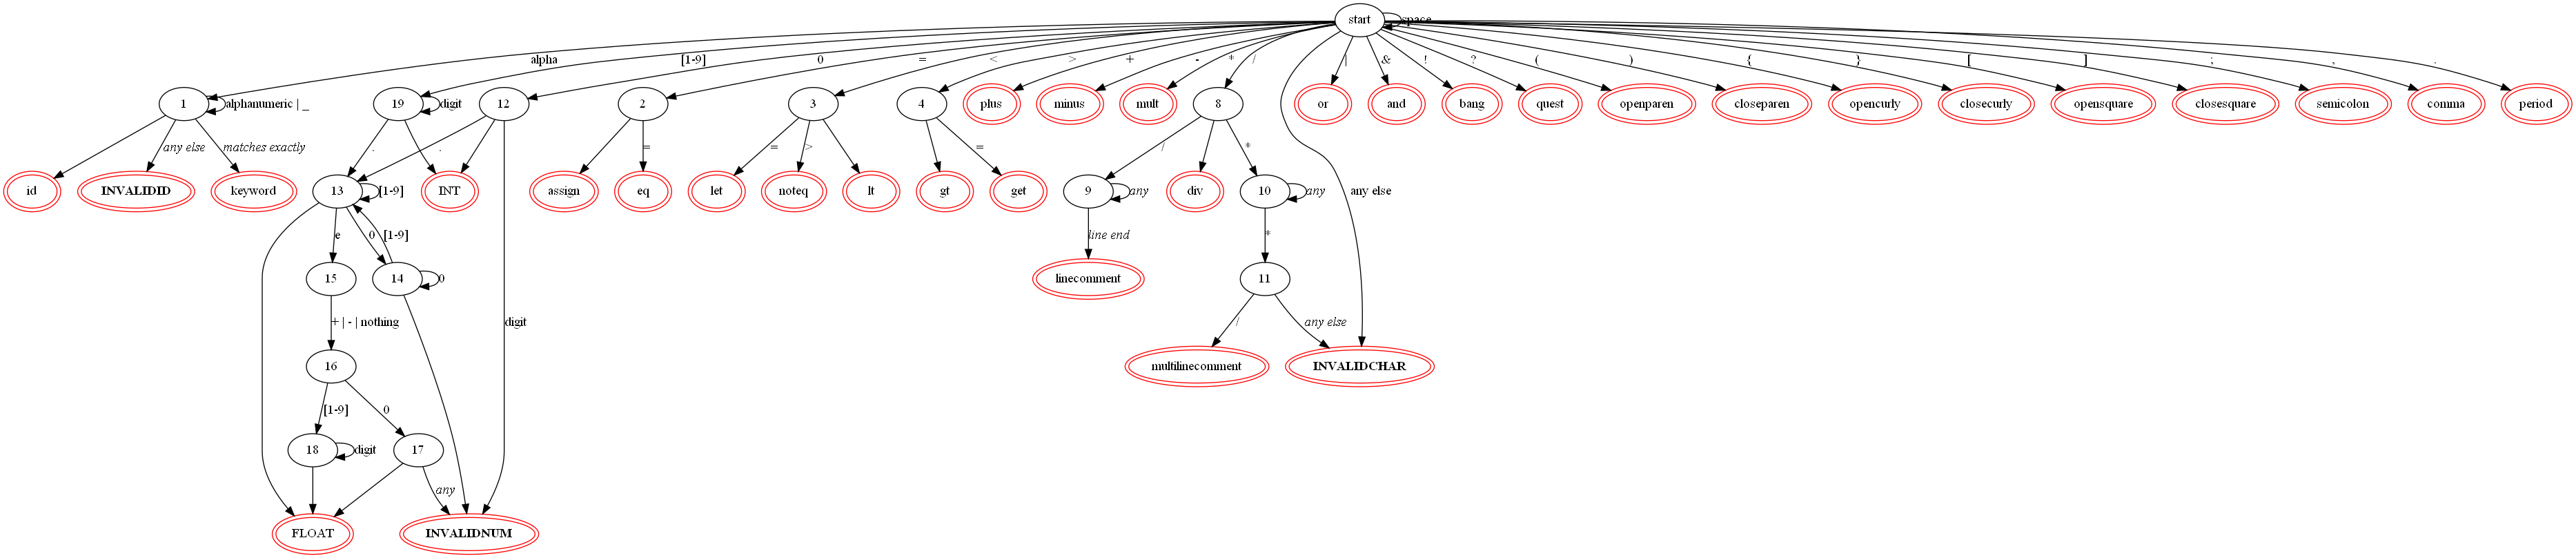 start
space
alpha
[1-9]
0
=
<
>
+
-
*
/
|
&
!
?
(
)
{
}
[
]
;
,
.
1
alphanumeric | _
19
digit
12
2
3
4
plus
minus
mult
8
or
and
bang
quest
openparen
closeparen
opencurly
closecurly
opensquare
closesquare
semicolon
comma
period
any else
matches exactly
.
.
=
=
>
=
/
*
any else
id
INVALIDID
keyword
13
[1-9]
INT
assign
eq
let
noteq
lt
gt
get
9
any
div
10
any
e
0
[1-9]
digit
line end
*
15
14
0
linecomment
11
+ | - | nothing
/
any else
16
multilinecomment
INVALIDCHAR
[1-9]
0
18
digit
17
any
FLOAT
INVALIDNUM